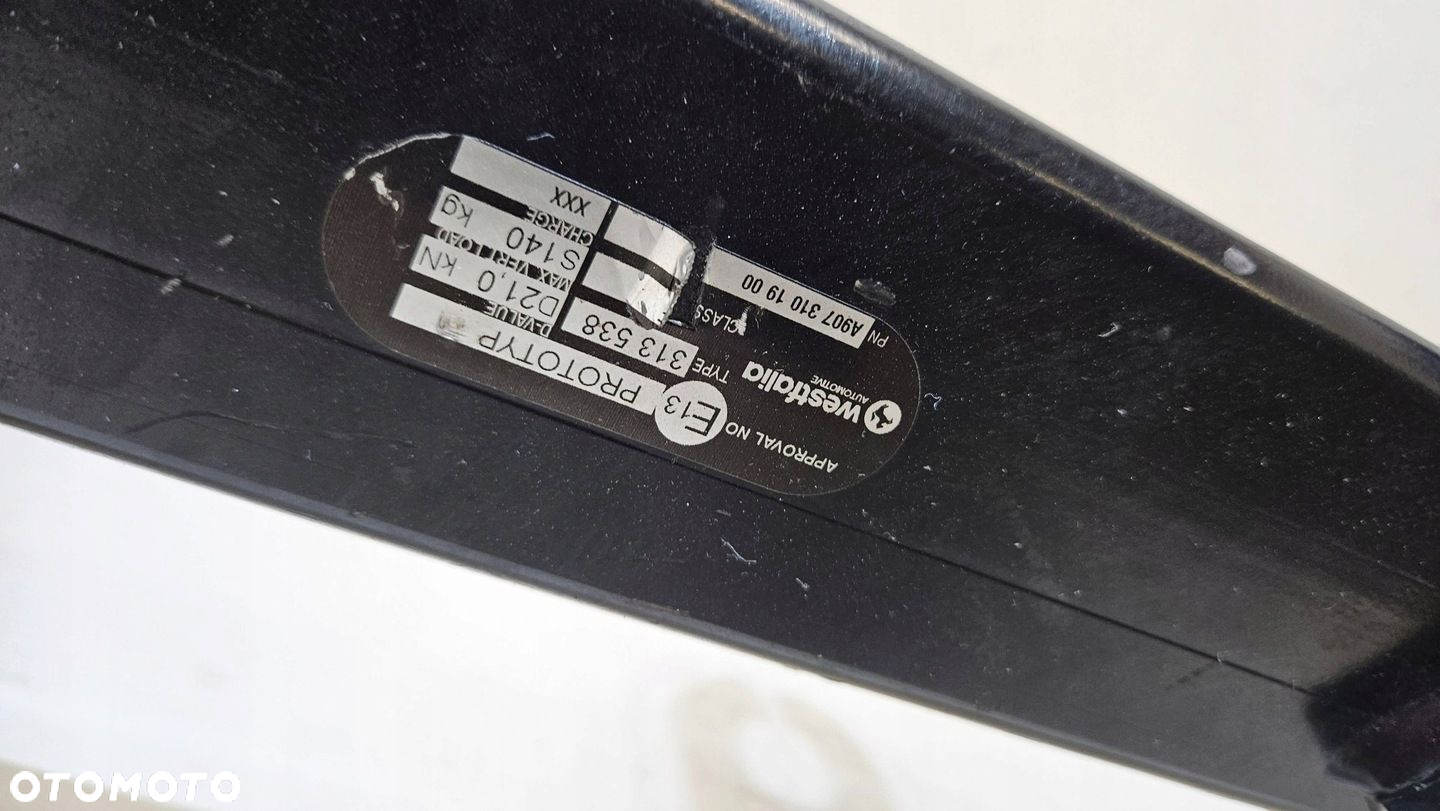 APPROVAL NO E13 PROTOTYP
westfalia
AUTOMOTIVE
TYPE
313 538
D-VALUE
D21,0 kN
MAX VERT LOAD
S140 kg
PN
A907 310 19 00
CLASS
CHARGE
XXX
OTOMOTO